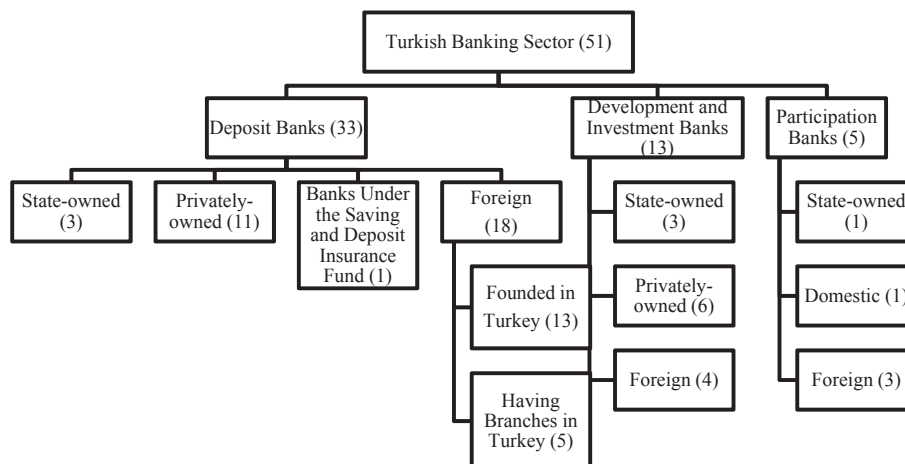 Turkish Banking Sector (51)
Deposit Banks (33)
Development and
Investment Banks
(13)
Participation
Banks (5)
State-owned
(3)
Privately-
owned (11)
Banks Under
the Saving
and Deposit
Insurance
Fund (1)
Foreign
(18)
Founded in
Turkey (13)
Having
Branches in
Turkey (5)
State-owned
(3)
Privately-
owned (6)
Foreign (4)
State-owned
(1)
Domestic (1)
Foreign (3)